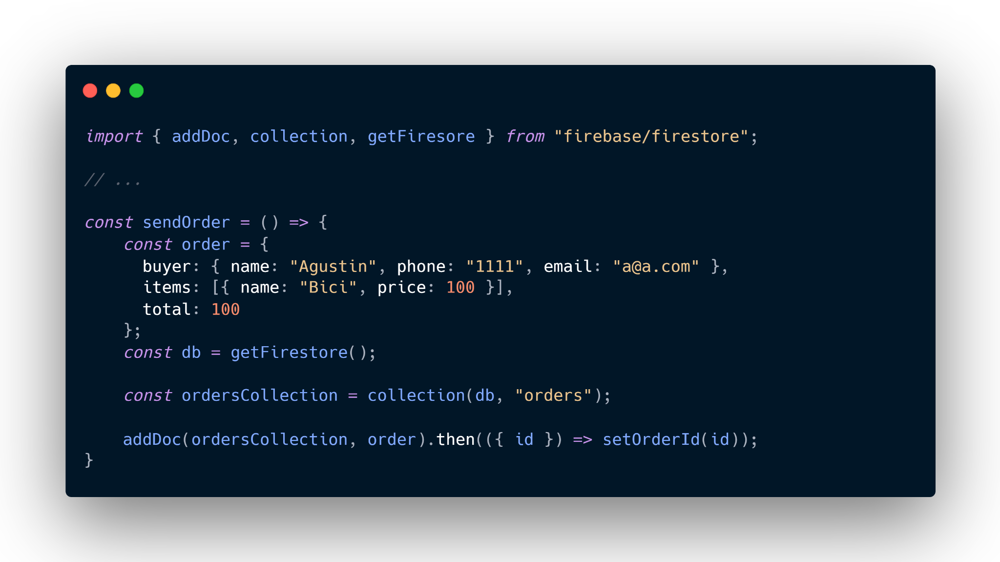 import { addDoc, collection, getFiresore } from "firebase/firestore";
// ...
const sendOrder = () => {
const order = {
buyer: { name: "Agustin", phone: "1111", email: "a@a.com" },
items: [{ name: "Bici", price: 100 }],
total: 100
};
const db = getFirestore();
const ordersCollection = collection(db, "orders");
addDoc(ordersCollection, order).then(({ id }) => setOrderId(id));
}